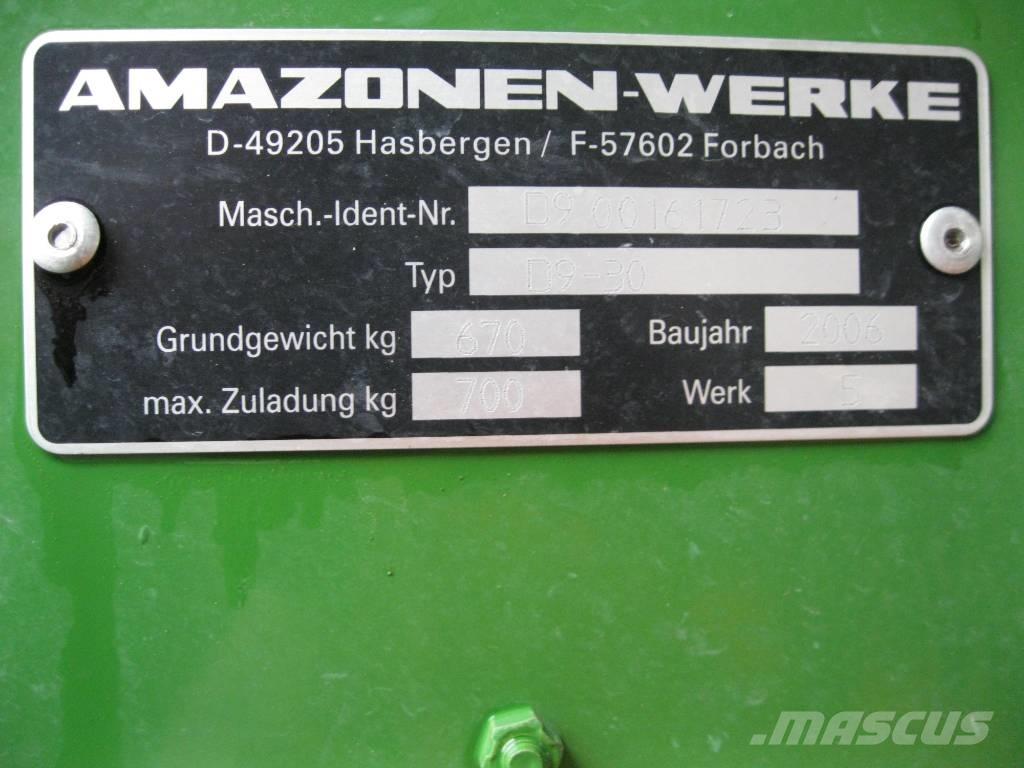 AMAZONEN-WERKE
D-49205 Hasbergen / F-57602 Forbach
Masch.-Ident-Nr. D9 00161723
Typ D9-30
Grundgewicht kg 670 Baujahr 2006
max. Zuladung kg 700 Werk 5
.MASCUS